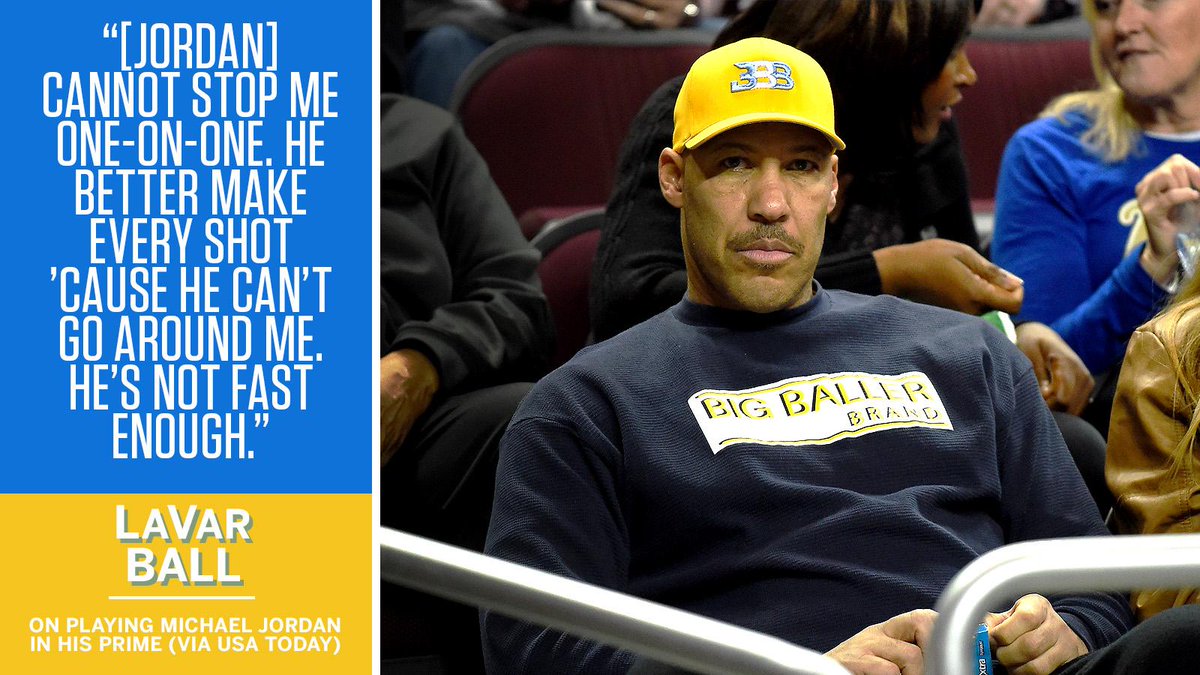 “[JORDAN]
CANNOT STOP ME
ONE-ON-ONE. HE
BETTER MAKE
EVERY SHOT
’CAUSE HE CAN’T
GO AROUND ME.
HE’S NOT FAST
ENOUGH.”
LAVAR
BALL
ON PLAYING MICHAEL JORDAN
IN HIS PRIME (VIA USA TODAY)
BBB
BIG BALLER
BRAND
xtra